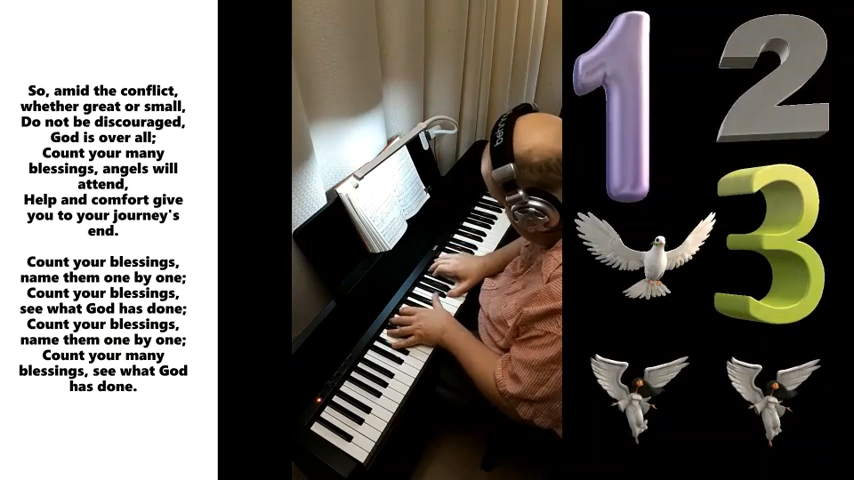 So, amid the conflict,
whether great or small,
Do not be discouraged,
God is over all;
Count your many
blessings, angels will
attend,
Help and comfort give
you to your journey's
end.
Count your blessings,
name them one by one;
Count your blessings,
see what God has done;
Count your blessings,
name them one by one;
Count your many
blessings, see what God
has done.
1 2
3